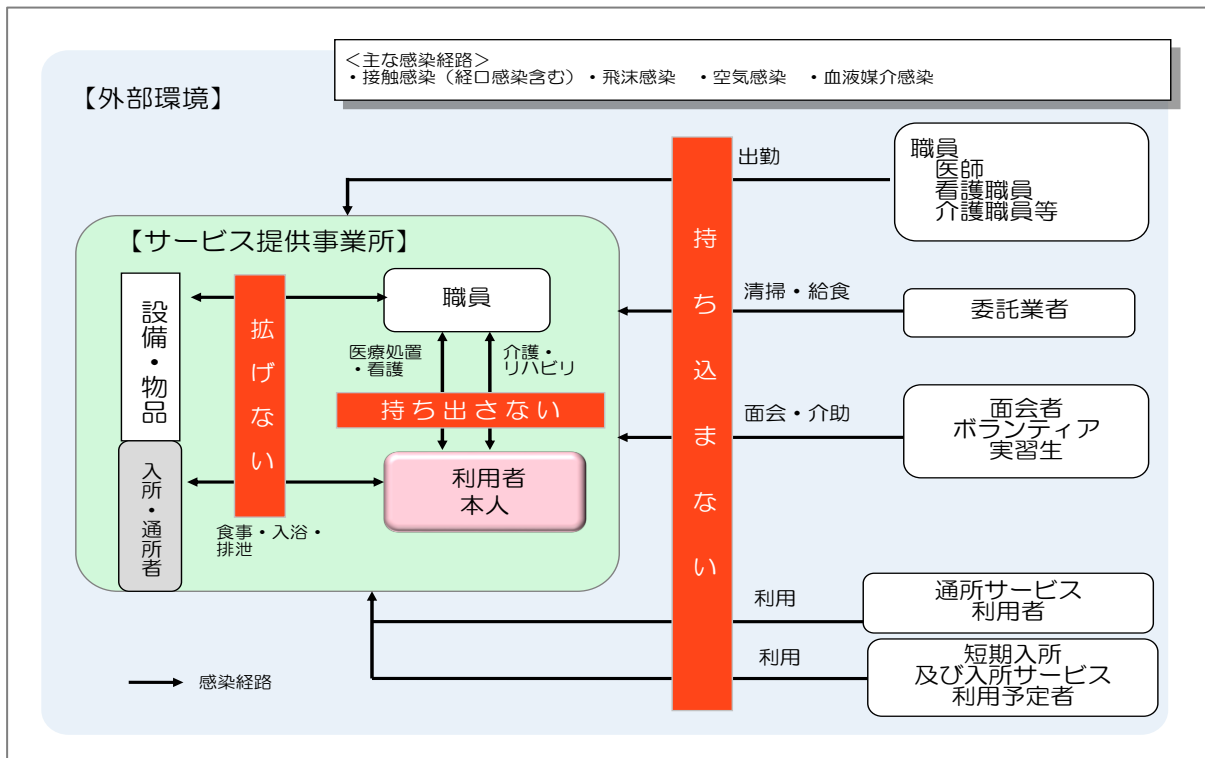 ＜主な感染経路＞
・接触感染（経口感染含む）・飛沫感染　・空気感染　・血液媒介感染
【外部環境】
出勤
職員
医師
看護職員
介護職員等
【サービス提供事業所】
設備・物品
拡げない
職員
医療処置
・看護
介護・
リハビリ
持ち出さない
利用者
本人
入所・通所者
食事・入浴・
排泄
持ち込まない
清掃・給食
委託業者
面会・介助
面会者
ボランティア
実習生
利用
通所サービス
利用者
利用
短期入所
及び入所サービス
利用予定者
感染経路